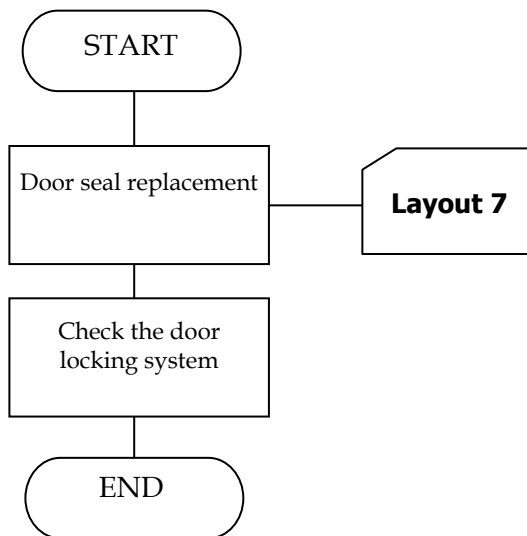 START
Door seal replacement
Layout 7
Check the door
locking system
END